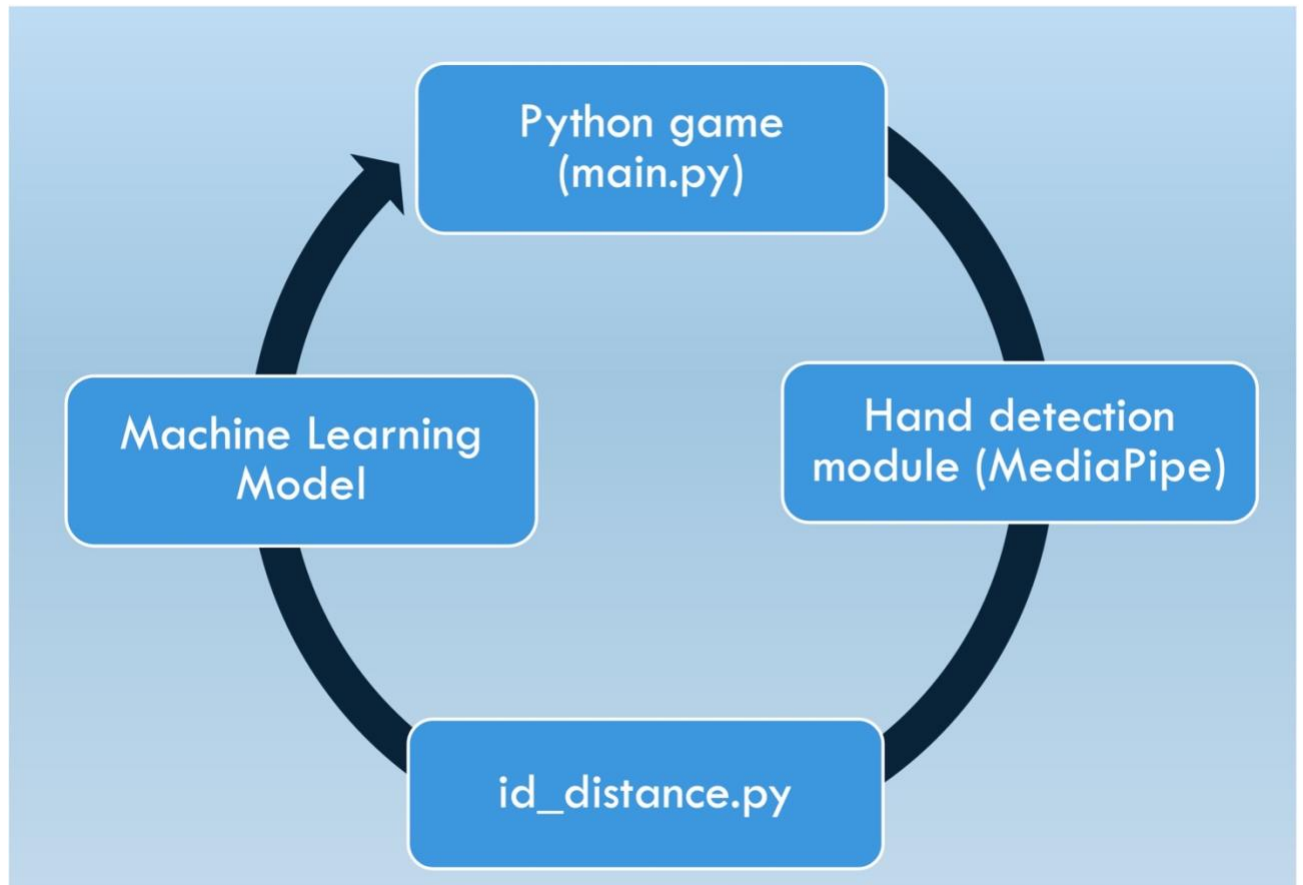 Python game
(main.py)
Hand detection
module (MediaPipe)
id_distance.py
Machine Learning
Model